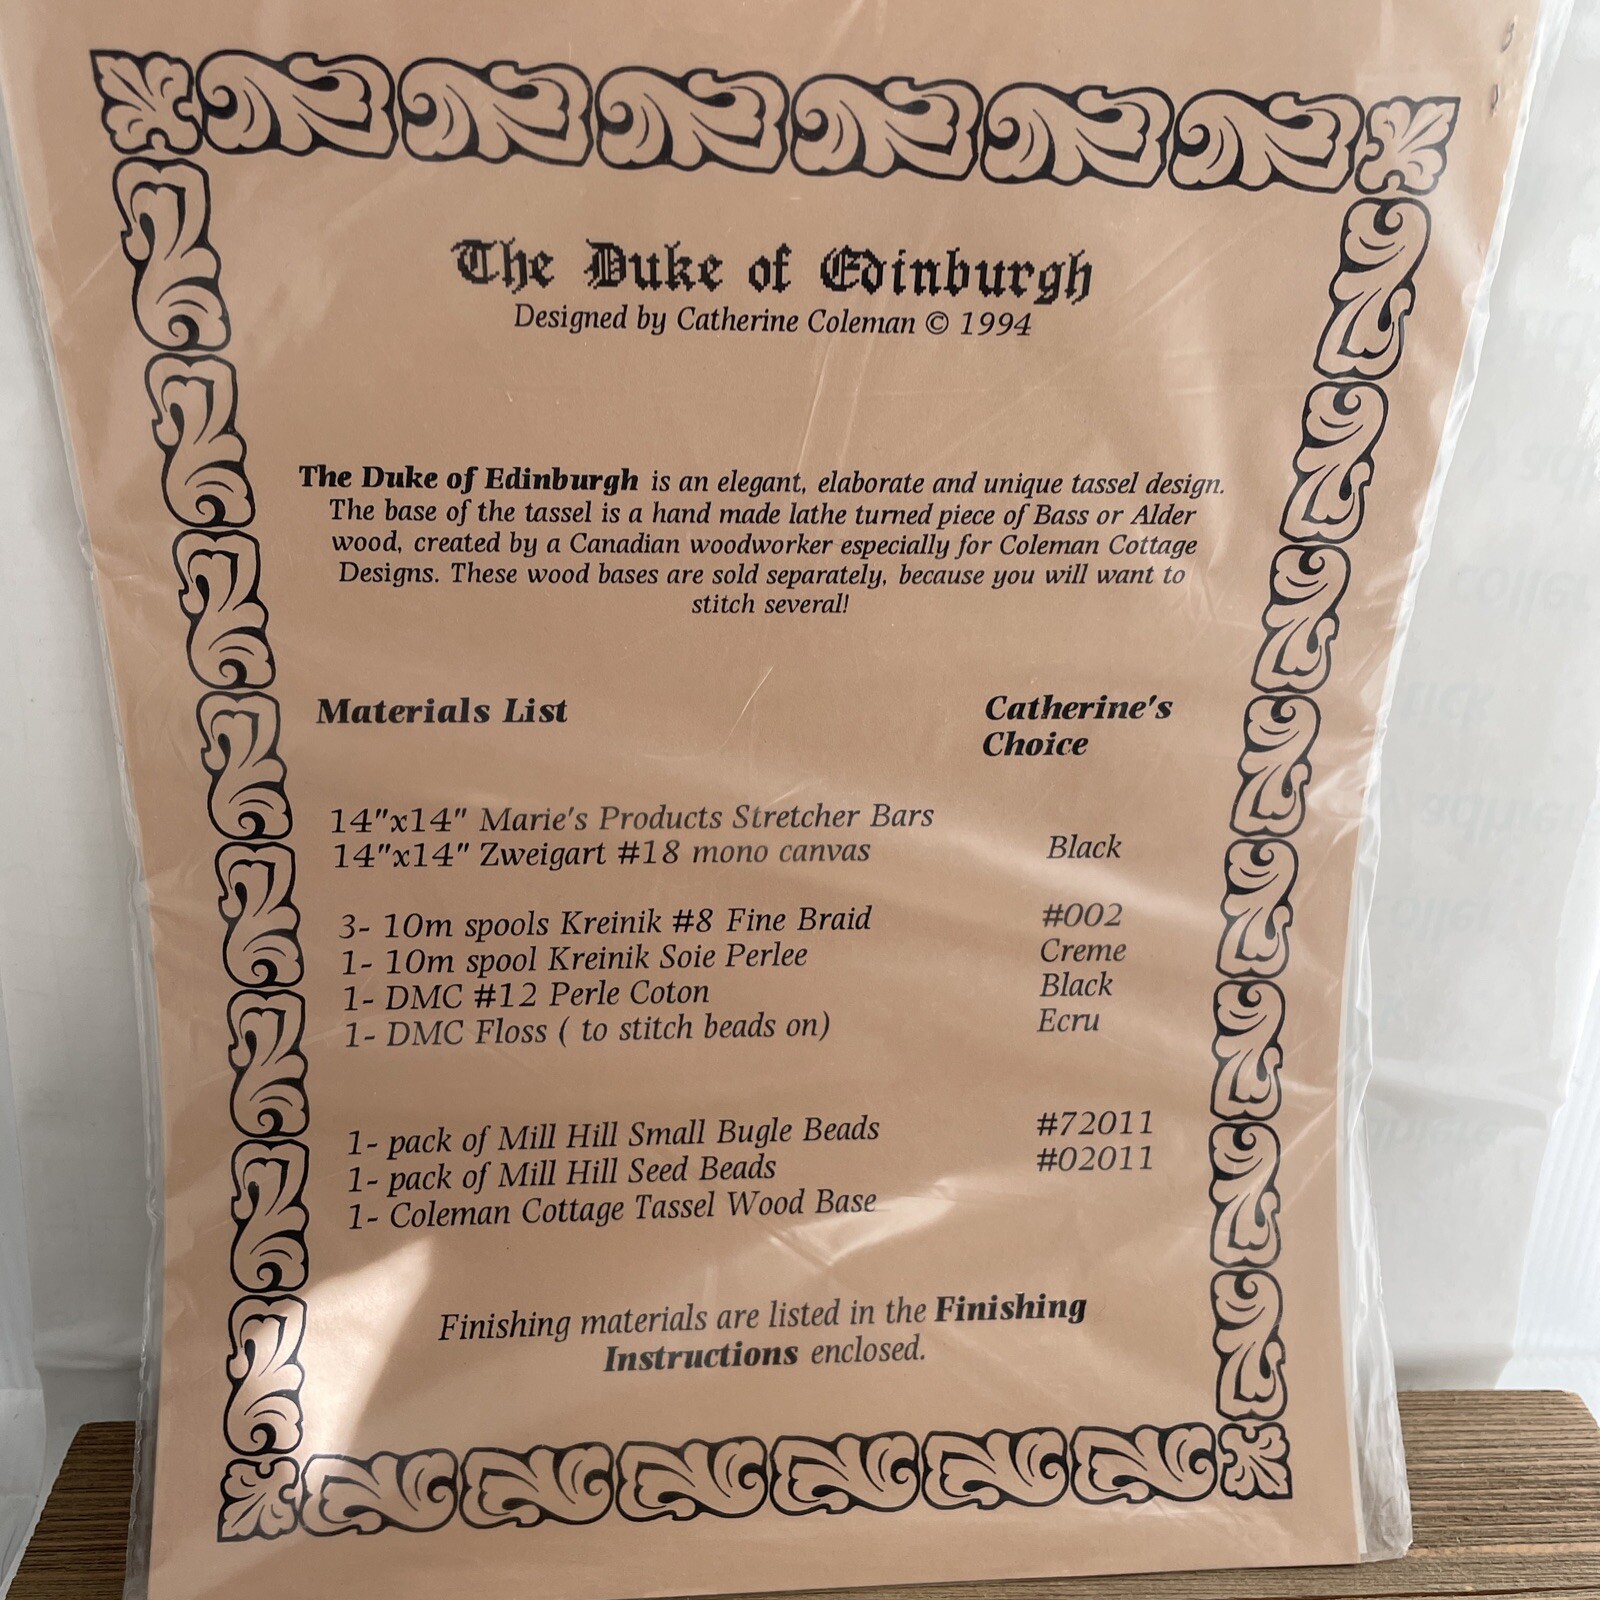 The Duke of Edinburgh
Designed by Catherine Coleman © 1994
The Duke of Edinburgh is an elegant, elaborate and unique tassel design.
The base of the tassel is a hand made lathe turned piece of Bass or Alder
wood, created by a Canadian woodworker especially for Coleman Cottage
Designs. These wood bases are sold separately, because you will want to
stitch several!
Materials List
Catherine's
Choice
14"x14" Marie's Products Stretcher Bars
14"x14" Zweigart #18 mono canvas Black
3- 10m spools Kreinik #8 Fine Braid #002
1- 10m spool Kreinik Soie Perlee Creme
1- DMC #12 Perle Coton Black
1- DMC Floss ( to stitch beads on) Ecru
1- pack of Mill Hill Small Bugle Beads #72011
1- pack of Mill Hill Seed Beads #02011
1- Coleman Cottage Tassel Wood Base
Finishing materials are listed in the Finishing
Instructions enclosed.